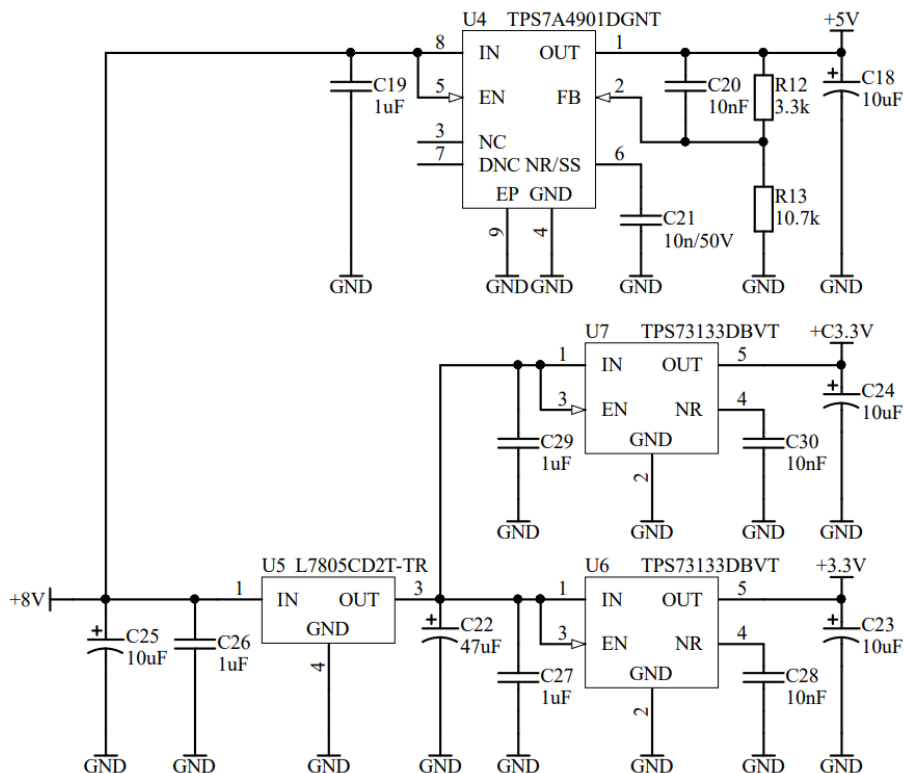 U4 TPS7A4901DGNT
+5V
8 IN OUT 1
C19
1uF
5 EN FB 2
C20
10nF
R12
3.3k
C18
10uF
3 NC
7 DNC NR/SS 6
EP GND
9 4
C21
10n/50V
R13
10.7k
GND GND GND GND GND GND
U7 TPS73133DBVT
+C3.3V
1 IN OUT 5
3 EN NR 4
GND
2
C29
1uF
C30
10nF
C24
10uF
GND GND GND GND
U5 L7805CD2T-TR
U6 TPS73133DBVT
+3.3V
+8V
1 IN OUT 3
GND
4
1 IN OUT 5
3 EN NR 4
GND
2
C25
10uF
C26
1uF
C22
47uF
C27
1uF
C28
10nF
C23
10uF
GND GND GND GND GND GND GND GND